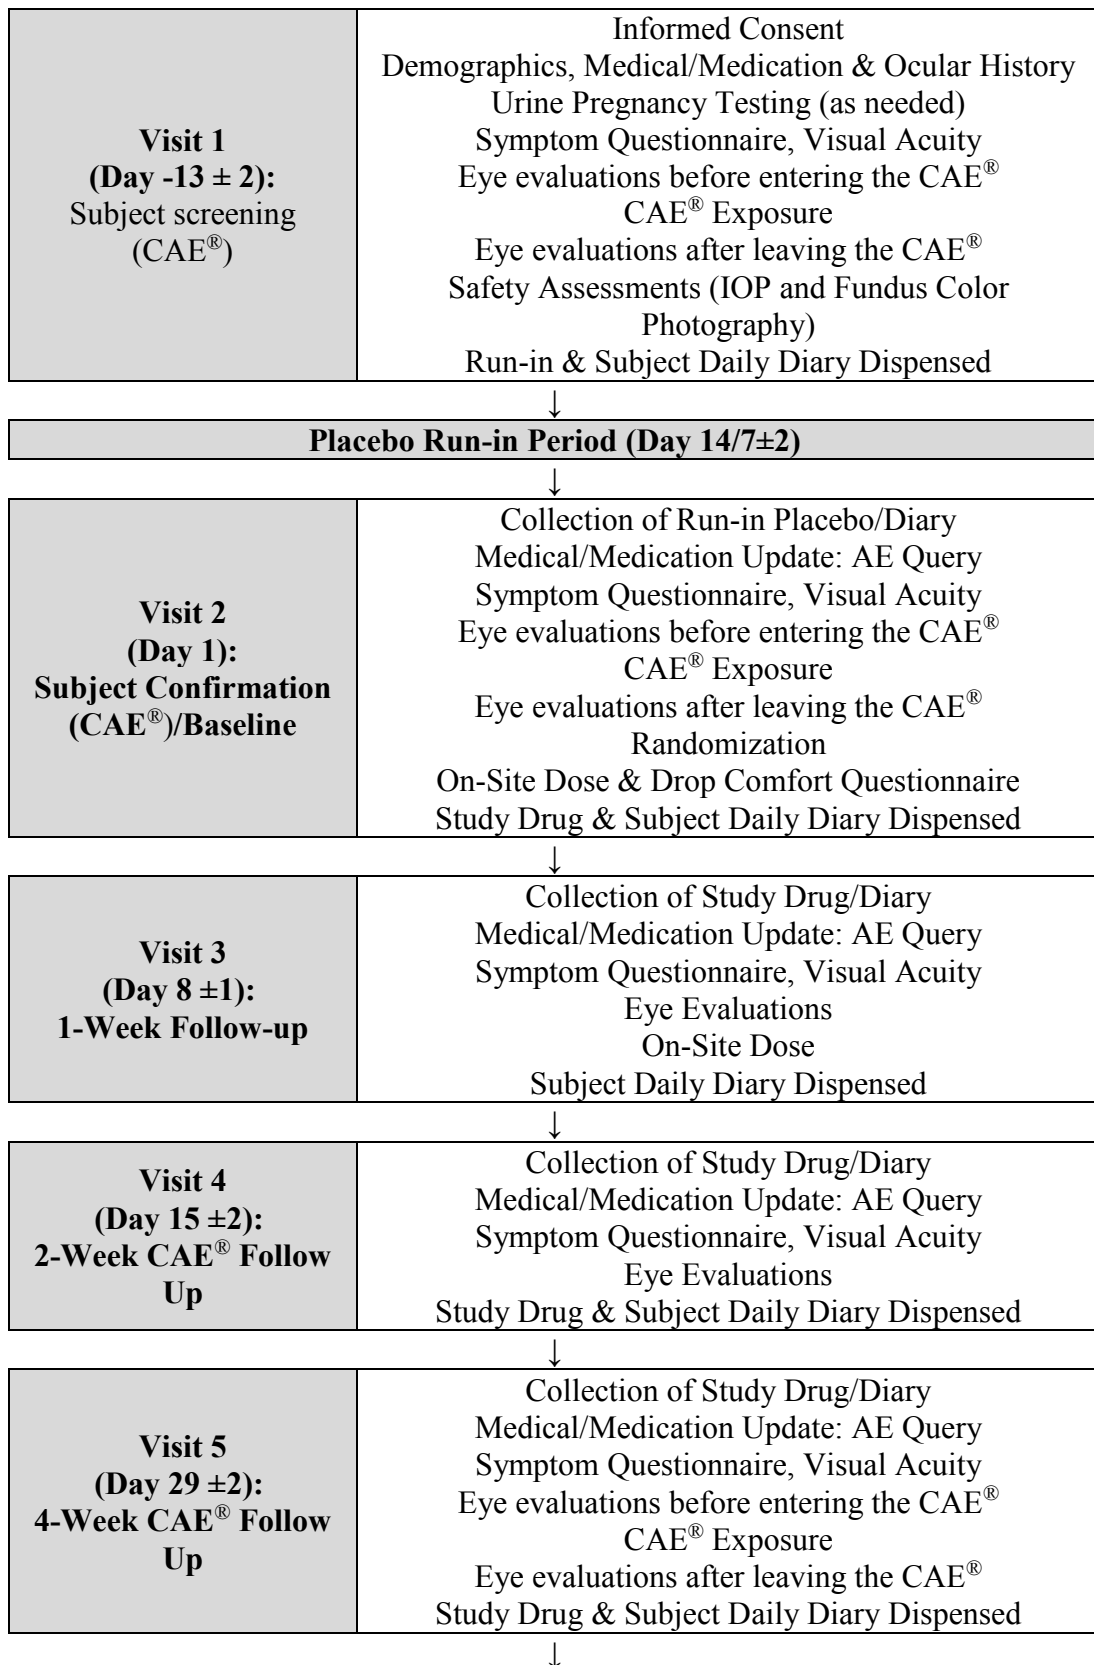 Visit 1
(Day -13 ± 2):
Subject screening
(CAE®)
Informed Consent
Demographics, Medical/Medication & Ocular History
Urine Pregnancy Testing (as needed)
Symptom Questionnaire, Visual Acuity
Eye evaluations before entering the CAE®
CAE® Exposure
Eye evaluations after leaving the CAE®
Safety Assessments (IOP and Fundus Color
Photography)
Run-in & Subject Daily Diary Dispensed
↓
Placebo Run-in Period (Day 14/7±2)
↓
Visit 2
(Day 1):
Subject Confirmation
(CAE®)/Baseline
Collection of Run-in Placebo/Diary
Medical/Medication Update: AE Query
Symptom Questionnaire, Visual Acuity
Eye evaluations before entering the CAE®
CAE® Exposure
Eye evaluations after leaving the CAE®
Randomization
On-Site Dose & Drop Comfort Questionnaire
Study Drug & Subject Daily Diary Dispensed
↓
Visit 3
(Day 8 ±1):
1-Week Follow-up
Collection of Study Drug/Diary
Medical/Medication Update: AE Query
Symptom Questionnaire, Visual Acuity
Eye Evaluations
On-Site Dose
Subject Daily Diary Dispensed
↓
Visit 4
(Day 15 ±2):
2-Week CAE® Follow
Up
Collection of Study Drug/Diary
Medical/Medication Update: AE Query
Symptom Questionnaire, Visual Acuity
Eye Evaluations
Study Drug & Subject Daily Diary Dispensed
↓
Visit 5
(Day 29 ±2):
4-Week CAE® Follow
Up
Collection of Study Drug/Diary
Medical/Medication Update: AE Query
Symptom Questionnaire, Visual Acuity
Eye evaluations before entering the CAE®
CAE® Exposure
Eye evaluations after leaving the CAE®
Study Drug & Subject Daily Diary Dispensed
↓